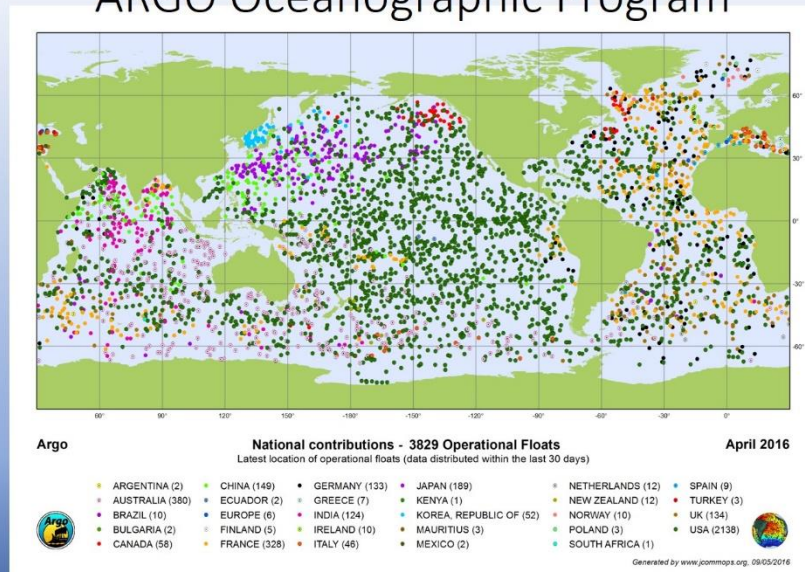 ARGO Oceanographic Program
60°
30°
0°
-30°
-60°
60° 90° 120° 150° -180° -150° -120° -90° -60° -30° 0°
Argo National contributions - 3829 Operational Floats April 2016
Latest location of operational floats (data distributed within the last 30 days)
ARGENTINA (2) CHINA (149) GERMANY (133) JAPAN (189) NETHERLANDS (12) SPAIN (9)
AUSTRALIA (380) ECUADOR (2) GREECE (7) KENYA (1) NEW ZEALAND (12) TURKEY (3)
BRAZIL (10) EUROPE (6) INDIA (124) KOREA, REPUBLIC OF (52) NORWAY (10) UK (134)
BULGARIA (2) FINLAND (5) IRELAND (10) MAURITIUS (3) POLAND (3) USA (2138)
CANADA (58) FRANCE (328) ITALY (46) MEXICO (2) SOUTH AFRICA (1)
Argo
Generated by www.jcommops.org, 09/05/2016